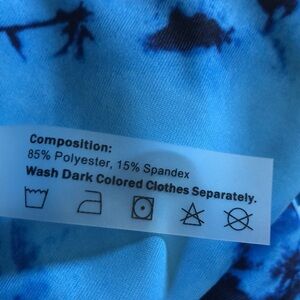 Composition:
85% Polyester, 15% Spandex
Wash Dark Colored Clothes Separately.